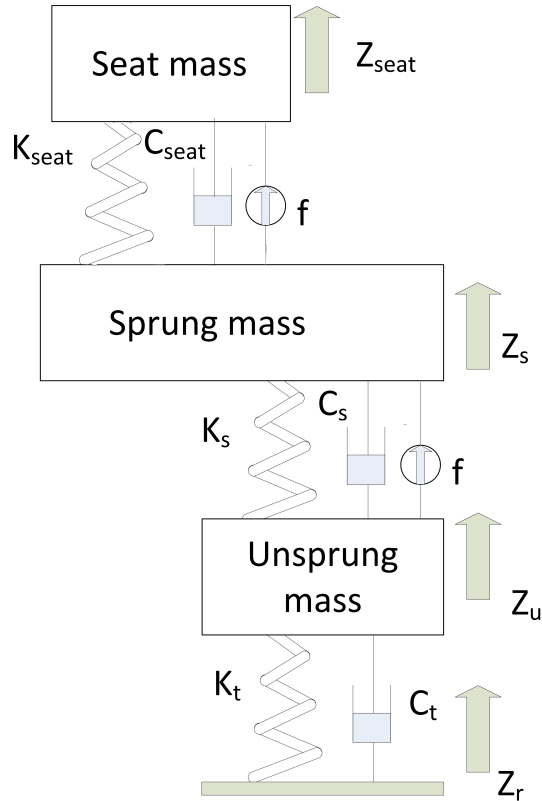 Seat mass
Z_seat
K_seat
C_seat
f
Sprung mass
Z_s
K_s
C_s
f
Unsprung
mass
Z_u
K_t
C_t
Z_r